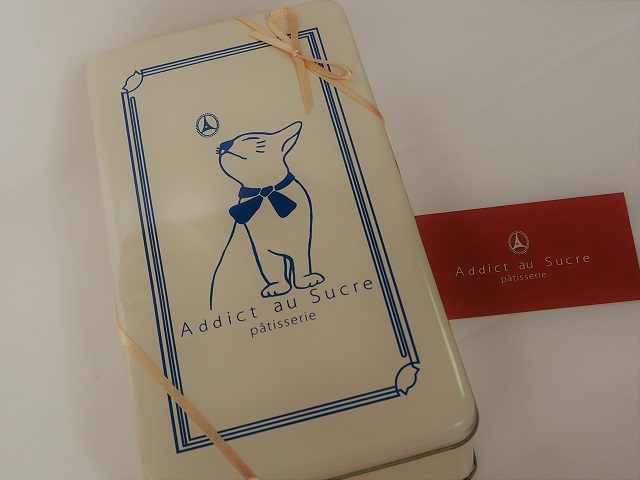 Addict au Sucre
pâtisserie
Addict au Sucre
pâtisserie